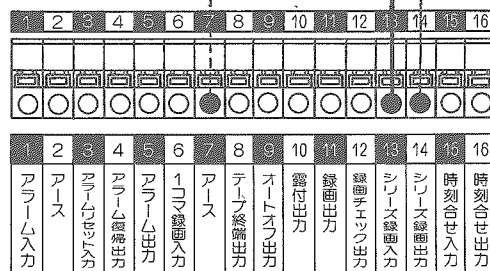 1 2 3 4 5 6 7 8 9 10 11 12 13 14 15 16
1 2 3 4 5 6 7 8 9 10 11 12 13 14 15 16
アラーム入力
アース
アラームリセット入力
アラーム復帰出力
アラーム出力
1コマ録画入力
アース
テープ終端出力
オートオフ出力
露付出力
録画出力
録画チェック出力
シリーズ録画入力
シリーズ録画出力
時刻合せ入力
時刻合せ出力